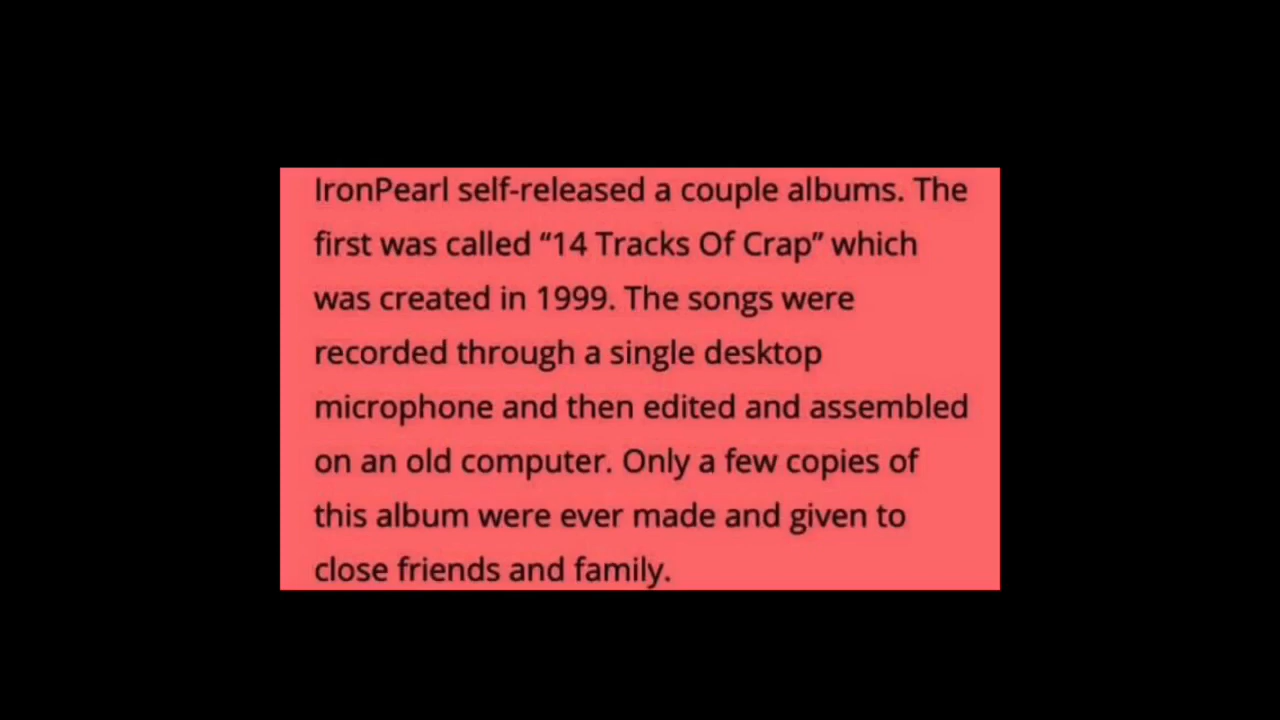 IronPearl self-released a couple albums. The
first was called “14 Tracks Of Crap” which
was created in 1999. The songs were
recorded through a single desktop
microphone and then edited and assembled
on an old computer. Only a few copies of
this album were ever made and given to
close friends and family.